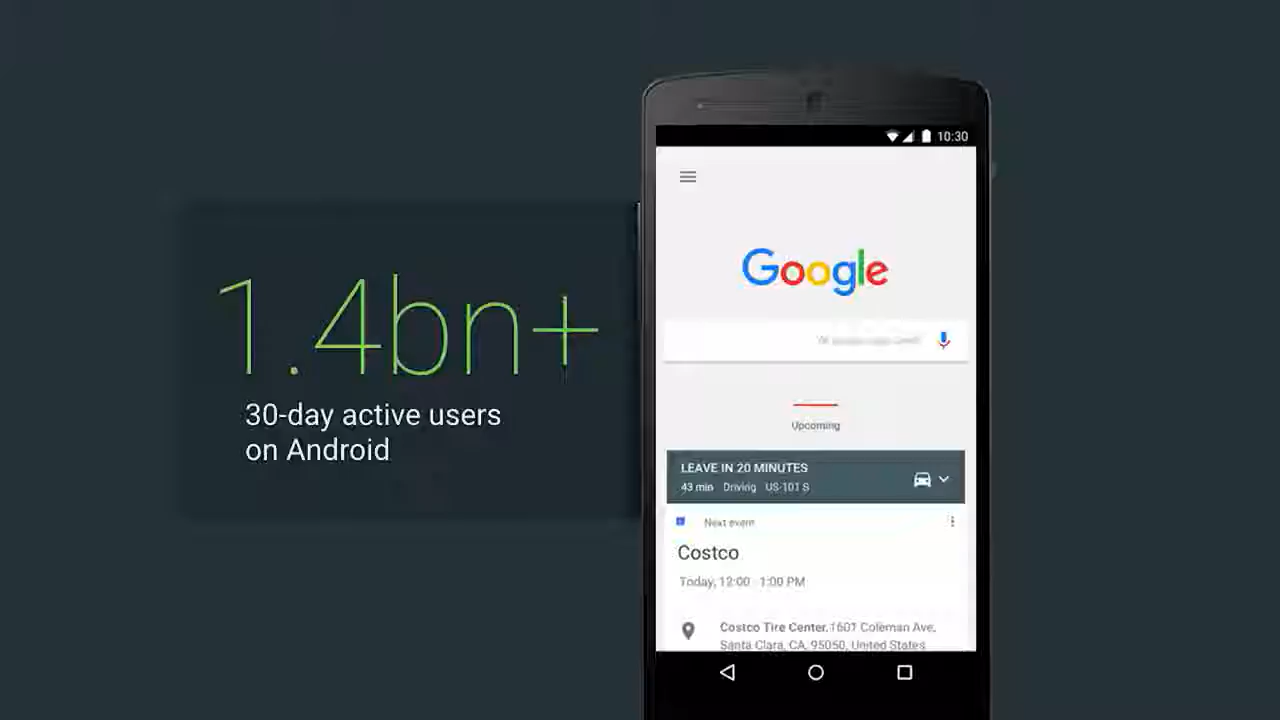 1.4bn+
30-day active users
on Android
10:30
Google
Upcoming
LEAVE IN 20 MINUTES
43 min Driving US-101 S
Next event
Costco
Today, 12:00 - 1:00 PM
Costco Tire Center, 1601 Coleman Ave,
Santa Clara, CA, 95050, United States